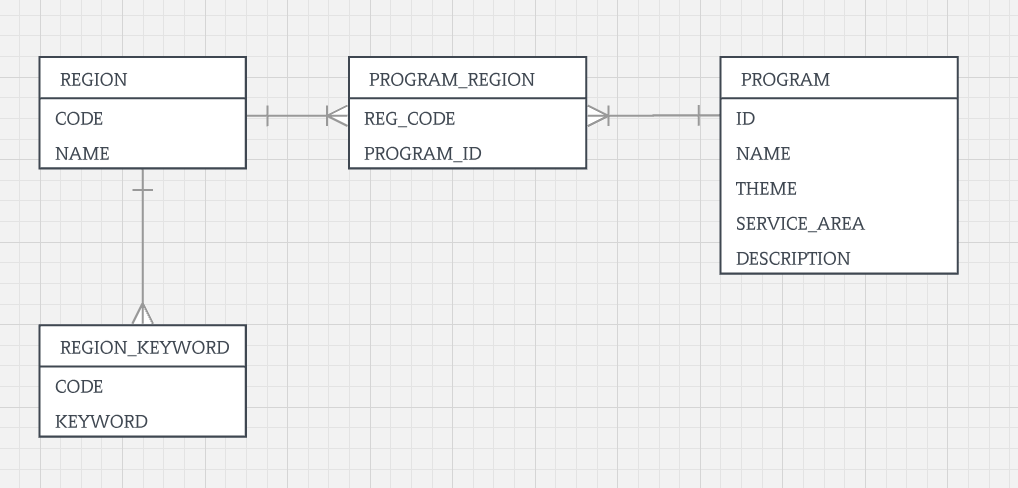 REGION
CODE
NAME
PROGRAM_REGION
REG_CODE
PROGRAM_ID
PROGRAM
ID
NAME
THEME
SERVICE_AREA
DESCRIPTION
REGION_KEYWORD
CODE
KEYWORD